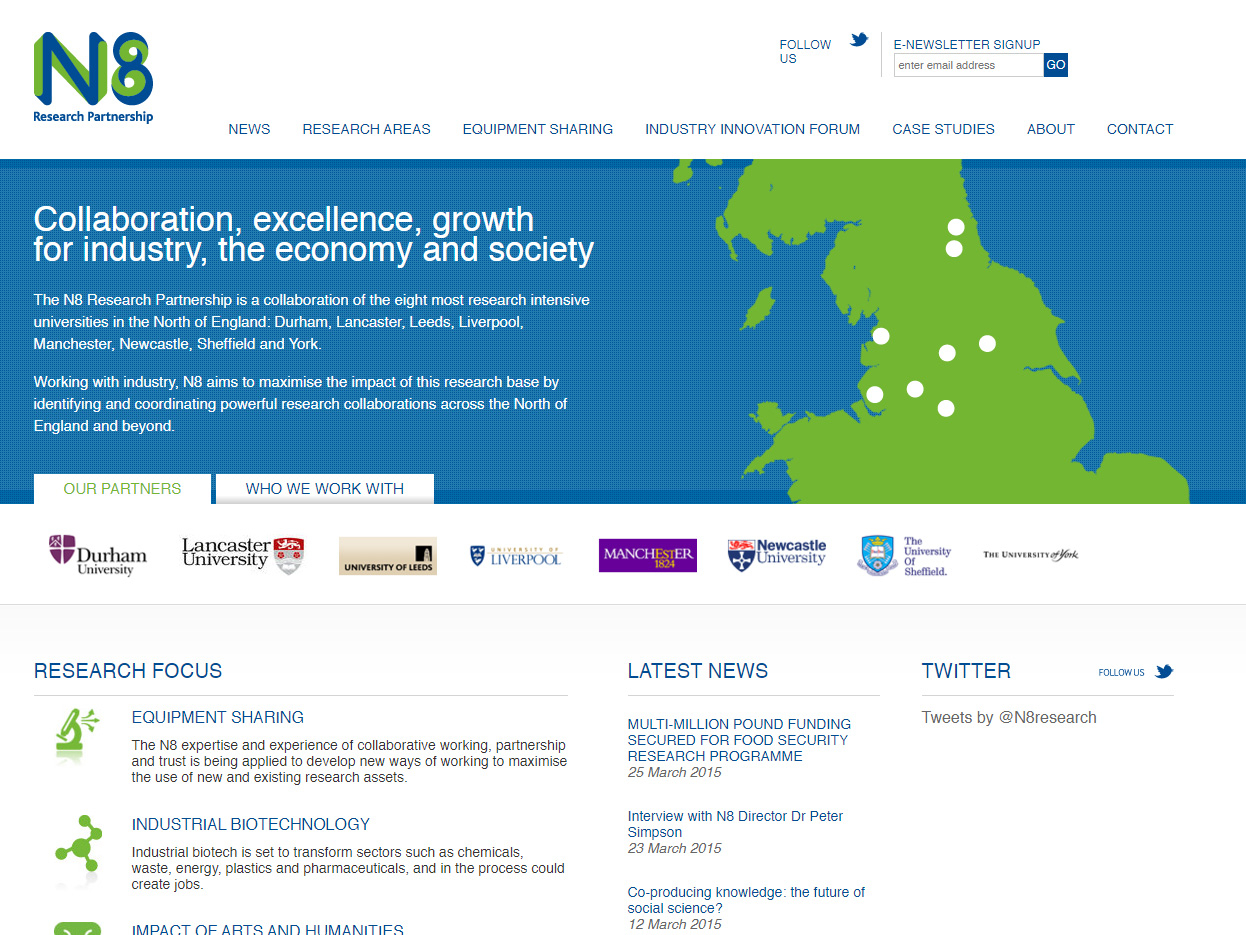 N8
Research Partnership
FOLLOW
US
E-NEWSLETTER SIGNUP
enter email address
GO
NEWS
RESEARCH AREAS
EQUIPMENT SHARING
INDUSTRY INNOVATION FORUM
CASE STUDIES
ABOUT
CONTACT
Collaboration, excellence, growth
for industry, the economy and society
The N8 Research Partnership is a collaboration of the eight most research intensive
universities in the North of England: Durham, Lancaster, Leeds, Liverpool,
Manchester, Newcastle, Sheffield and York.
Working with industry, N8 aims to maximise the impact of this research base by
identifying and coordinating powerful research collaborations across the North of
England and beyond.
OUR PARTNERS
WHO WE WORK WITH
Durham
University
Lancaster
University
UNIVERSITY OF LEEDS
UNIVERSITY OF
LIVERPOOL
MANCHESTER
1824
Newcastle
University
The
University
Of
Sheffield.
THE UNIVERSITY of York
RESEARCH FOCUS
EQUIPMENT SHARING
The N8 expertise and experience of collaborative working, partnership
and trust is being applied to develop new ways of working to maximise
the use of new and existing research assets.
INDUSTRIAL BIOTECHNOLOGY
Industrial biotech is set to transform sectors such as chemicals,
waste, energy, plastics and pharmaceuticals, and in the process could
create jobs.
IMPACT OF ARTS AND HUMANITIES
LATEST NEWS
MULTI-MILLION POUND FUNDING
SECURED FOR FOOD SECURITY
RESEARCH PROGRAMME
25 March 2015
Interview with N8 Director Dr Peter
Simpson
23 March 2015
Co-producing knowledge: the future of
social science?
12 March 2015
TWITTER
FOLLOW US
Tweets by @N8research